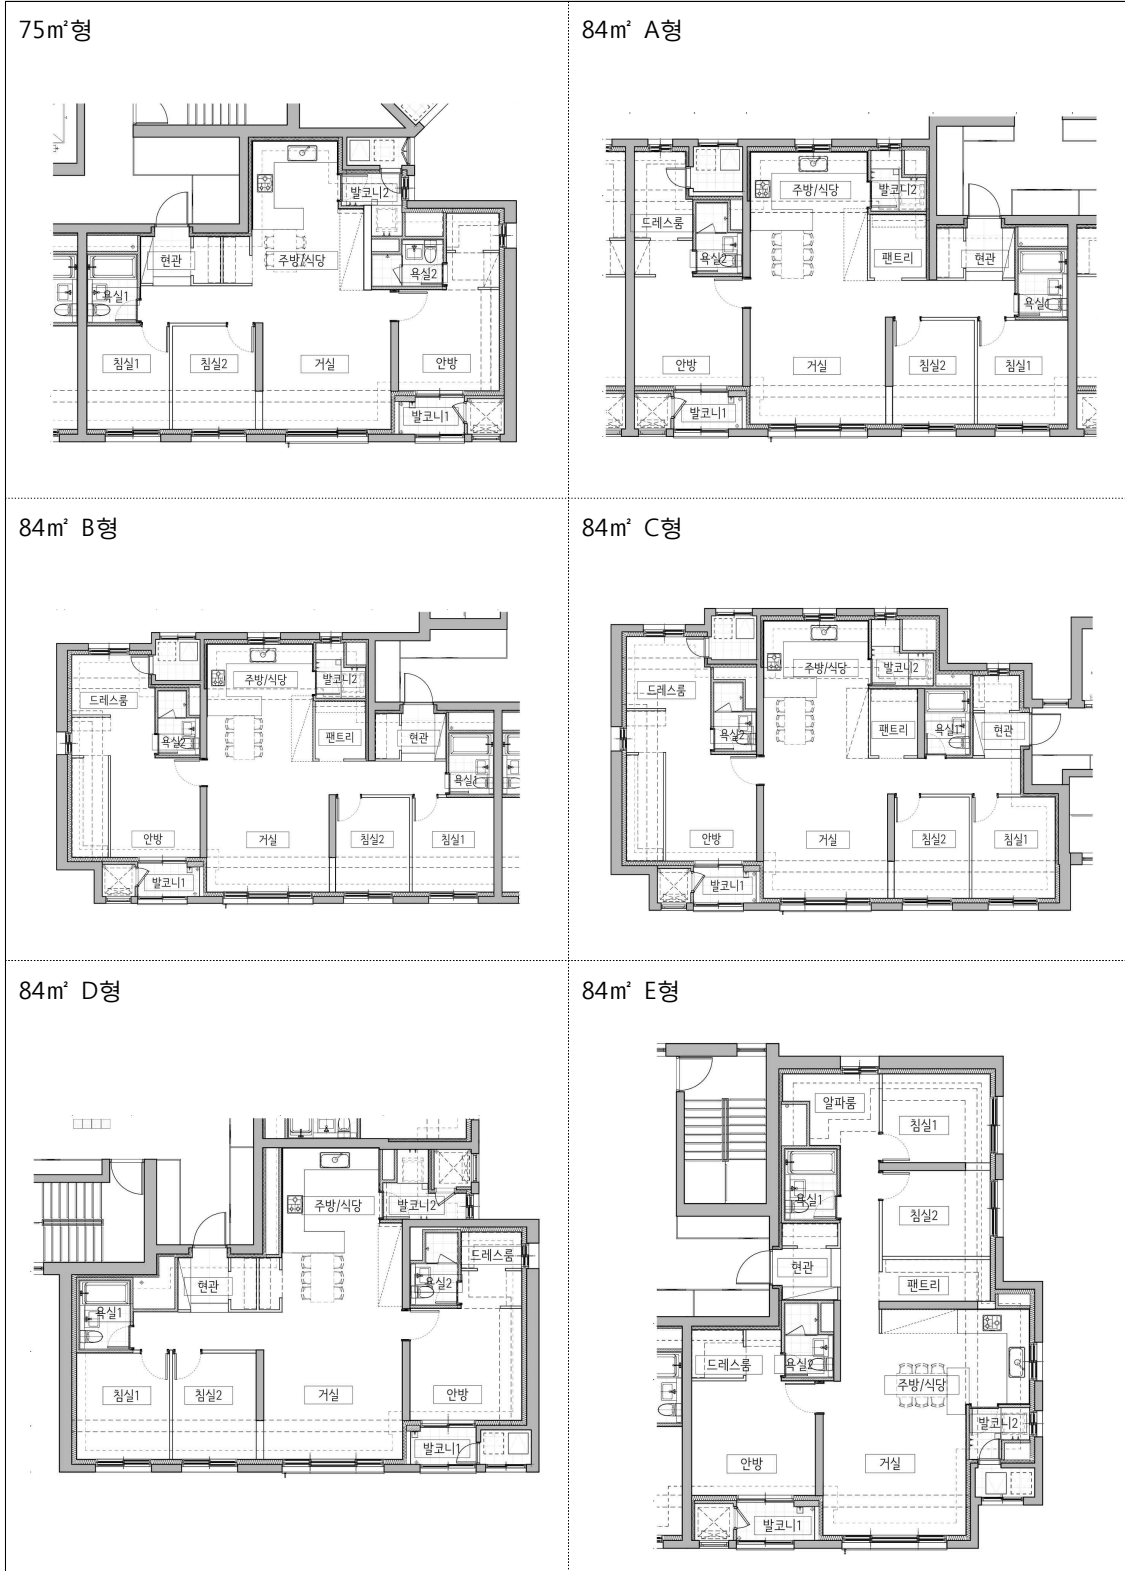 75㎡형
발코니2
현관
주방/식당
욕실2
욕실1
침실1
침실2
거실
안방
발코니1
84㎡ A형
주방/식당
발코니2
드레스룸
욕실2
팬트리
현관
욕실1
안방
거실
침실2
침실1
발코니1
84㎡ B형
주방/식당
발코니2
드레스룸
욕실2
팬트리
현관
욕실1
안방
거실
침실2
침실1
발코니1
84㎡ C형
주방/식당
발코니2
드레스룸
욕실2
팬트리
욕실1
현관
안방
거실
침실2
침실1
발코니1
84㎡ D형
주방/식당
발코니2
드레스룸
현관
욕실2
욕실1
침실1
침실2
거실
안방
발코니1
84㎡ E형
알파룸
침실1
욕실1
침실2
현관
팬트리
드레스룸
욕실2
주방/식당
발코니2
안방
거실
발코니1